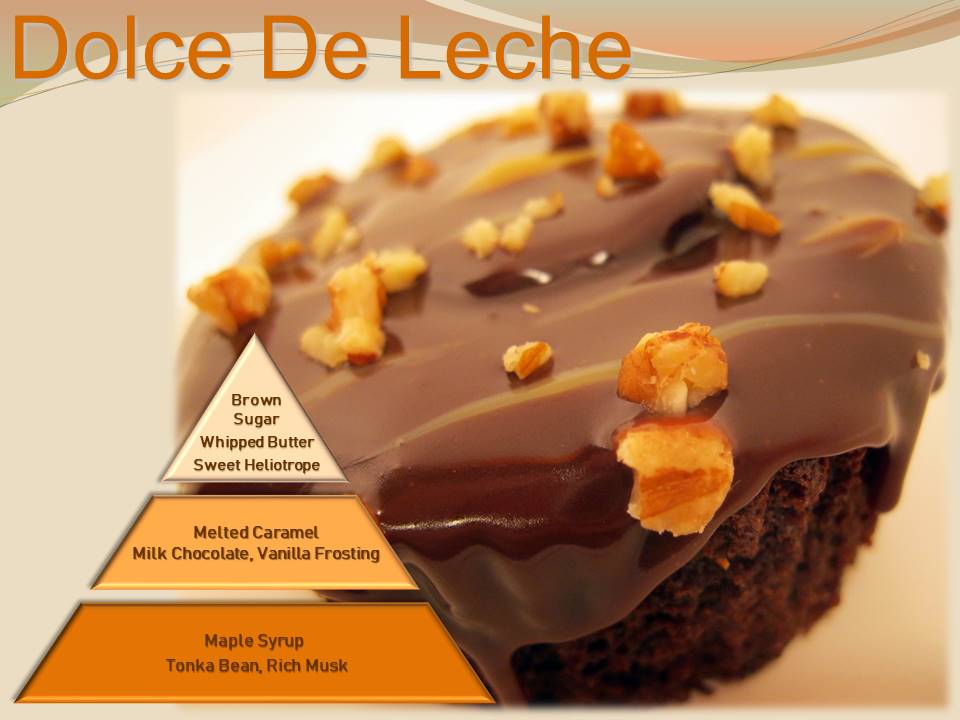 Dolce De Leche
Brown
Sugar
Whipped Butter
Sweet Heliotrope
Melted Caramel
Milk Chocolate, Vanilla Frosting
Maple Syrup
Tonka Bean, Rich Musk